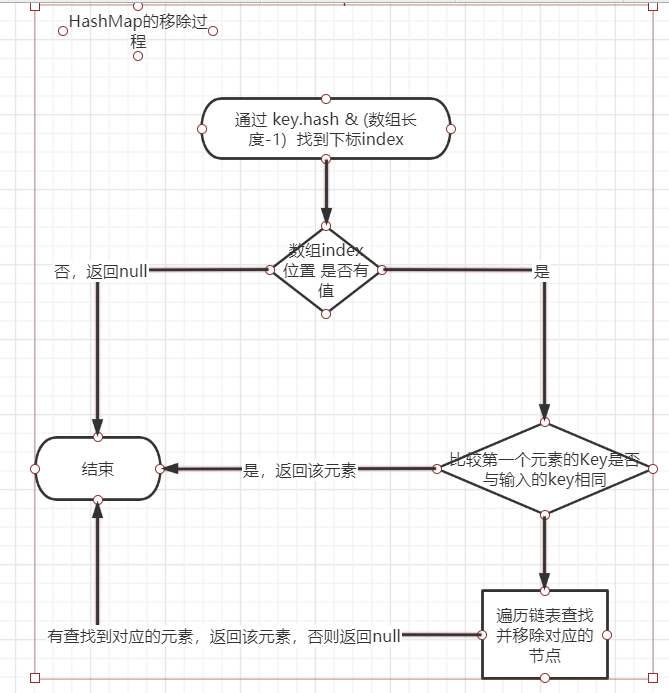 HashMap的移除过
程
通过 key.hash & (数组长
度-1）找到下标index
数组index
位置 是否有
值
否，返回null
是
比较第一个元素的Key是否
与输入的key相同
结束
是，返回该元素
遍历链表查找
并移除对应的
节点
有查找到对应的元素，返回该元素，否则返回null